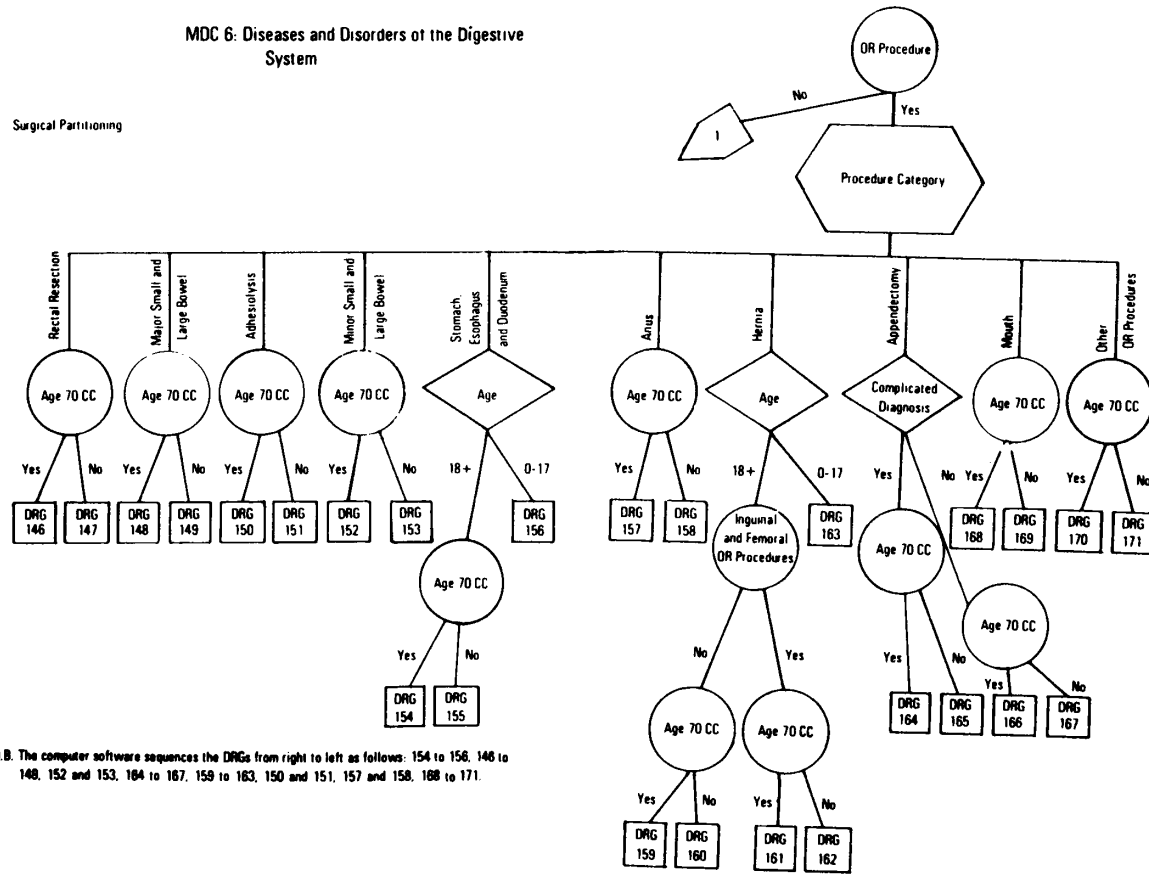 MDC 6: Diseases and Disorders of the Digestive
System
OR Procedure
Surgical Partitioning
No
Yes
1
Procedure Category
Rectal Resection
Major Small and
Large Bowel
Adhesiolysis
Minor Small and
Large Bowel
Stomach,
Esophagus
and Duodenum
Anus
Hernia
Appendectomy
Mouth
Other
OR Procedures
Age 70 CC
Age 70 CC
Age 70 CC
Age 70 CC
Age
Age 70 CC
Age
Complicated
Diagnosis
Age 70 CC
Age 70 CC
Yes No
Yes No
Yes No
Yes No
18+ 0-17
Yes No
18+ 0-17
Yes No
Yes No
Yes No
DRG
146
DRG
147
DRG
148
DRG
149
DRG
150
DRG
151
DRG
152
DRG
153
DRG
156
DRG
157
DRG
158
Inguinal
and Femoral
OR Procedures
DRG
163
DRG
168
DRG
169
DRG
170
DRG
171
Age 70 CC
Age 70 CC
Age 70 CC
Yes No
No Yes
Yes No
Yes No
DRG
154
DRG
155
DRG
164
DRG
165
DRG
166
DRG
167
Age 70 CC
Age 70 CC
.B. The computer software sequences the DRGs from right to left as follows: 154 to 156, 146 to
148, 152 and 153, 164 to 167, 159 to 163, 150 and 151, 157 and 158, 168 to 171.
Yes No
Yes No
DRG
159
DRG
160
DRG
161
DRG
162